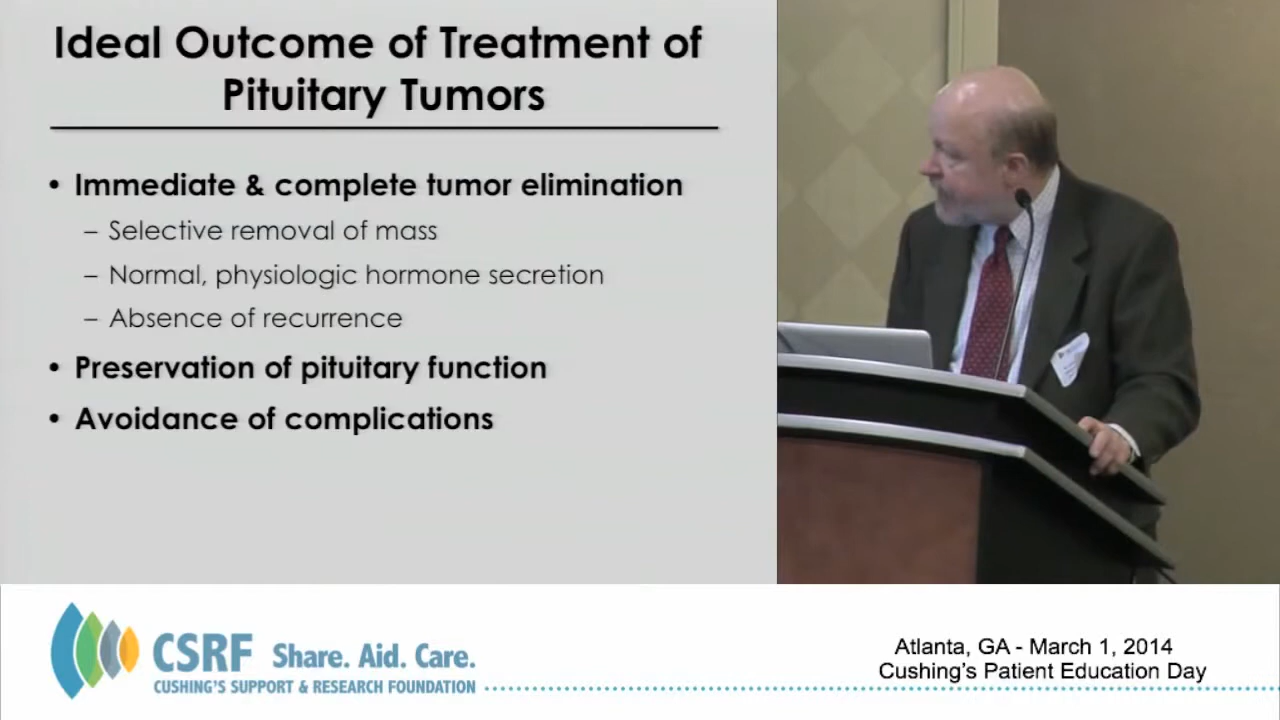 Ideal Outcome of Treatment of
Pituitary Tumors
• Immediate & complete tumor elimination
– Selective removal of mass
– Normal, physiologic hormone secretion
– Absence of recurrence
• Preservation of pituitary function
• Avoidance of complications
CSRF Share. Aid. Care.
CUSHING'S SUPPORT & RESEARCH FOUNDATION
Atlanta, GA - March 1, 2014
Cushing's Patient Education Day